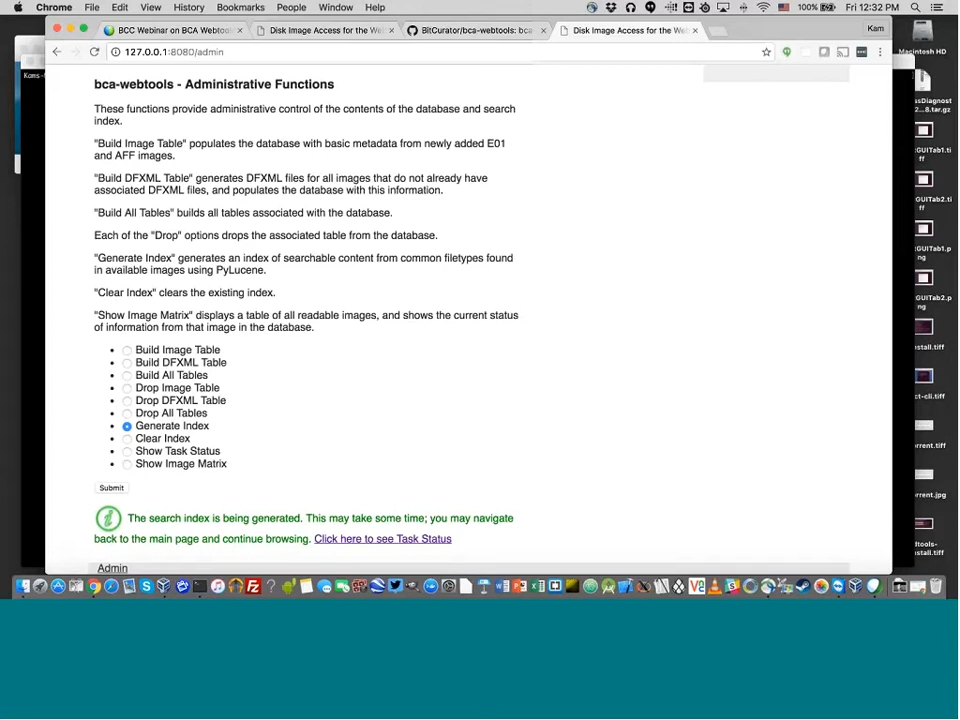 Chrome File Edit View History Bookmarks People Window Help 100% Fri 12:32 PM
BCC Webinar on BCA Webtools Disk Image Access for the We BitCurator/bca-webtools: bca Disk Image Access for the We Kam
127.0.0.1:8080/admin
Macintosh HD
bca-webtools - Administrative Functions
These functions provide administrative control of the contents of the database and search
index.
"Build Image Table" populates the database with basic metadata from newly added E01
and AFF images.
"Build DFXML Table" generates DFXML files for all images that do not already have
associated DFXML files, and populates the database with this information.
"Build All Tables" builds all tables associated with the database.
Each of the "Drop" options drops the associated table from the database.
"Generate Index" generates an index of searchable content from common filetypes found
in available images using PyLucene.
"Clear Index" clears the existing index.
"Show Image Matrix" displays a table of all readable images, and shows the current status
of information from that image in the database.
Build Image Table
Build DFXML Table
Build All Tables
Drop Image Table
Drop DFXML Table
Drop All Tables
Generate Index
Clear Index
Show Task Status
Show Image Matrix
Submit
The search index is being generated. This may take some time; you may navigate
back to the main page and continue browsing. Click here to see Task Status
Admin